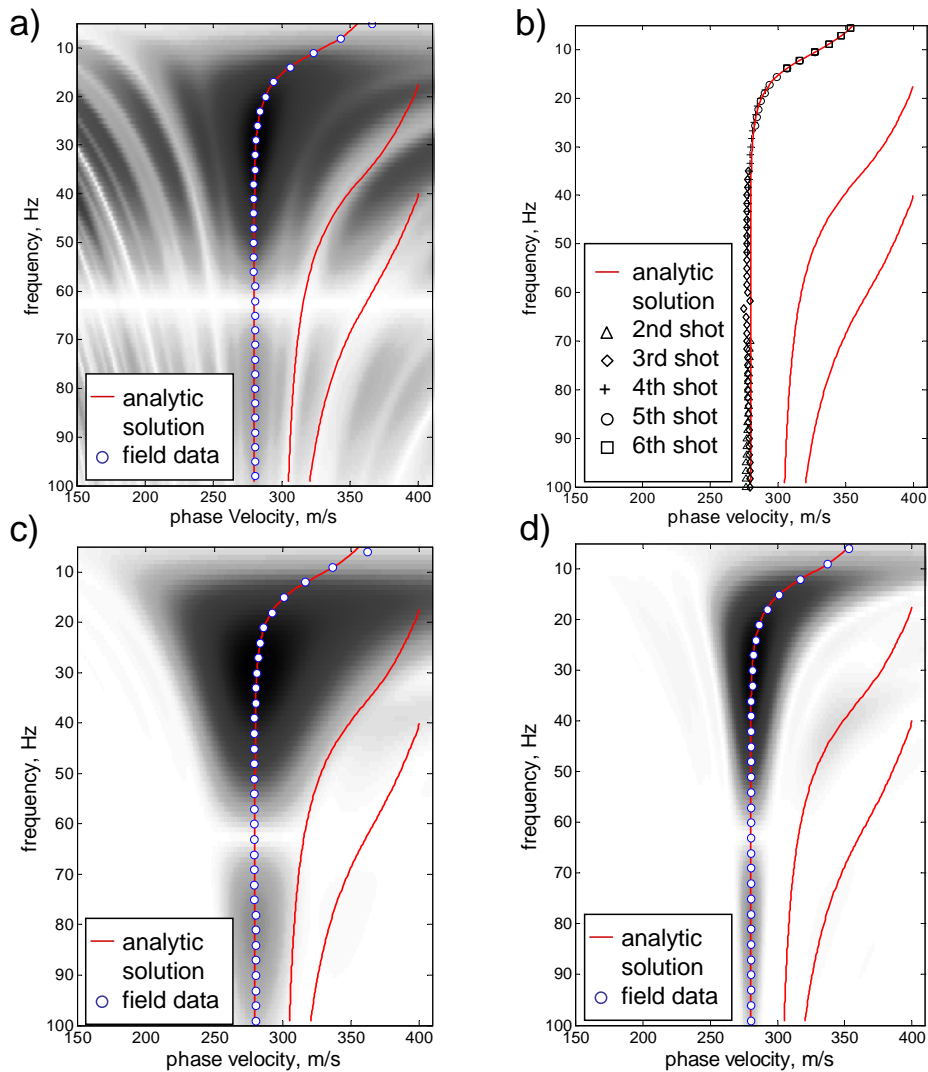 a)
5
10
20
30
40
50
60
70
80
90
100
frequency, Hz
analytic
solution
field data
150
200
250
300
350
400
phase Velocity, m/s
b)
10
20
30
40
50
60
70
80
90
100
frequency, Hz
analytic
solution
2nd shot
3rd shot
4th shot
5th shot
6th shot
150
200
250
300
350
400
phase velocity, m/s
c)
10
20
30
40
50
60
70
80
90
100
frequency, Hz
analytic
solution
field data
150
200
250
300
350
400
phase velocity, m/s
d)
10
20
30
40
50
60
70
80
90
100
frequency, Hz
analytic
solution
field data
150
200
250
300
350
400
phase velocity, m/s